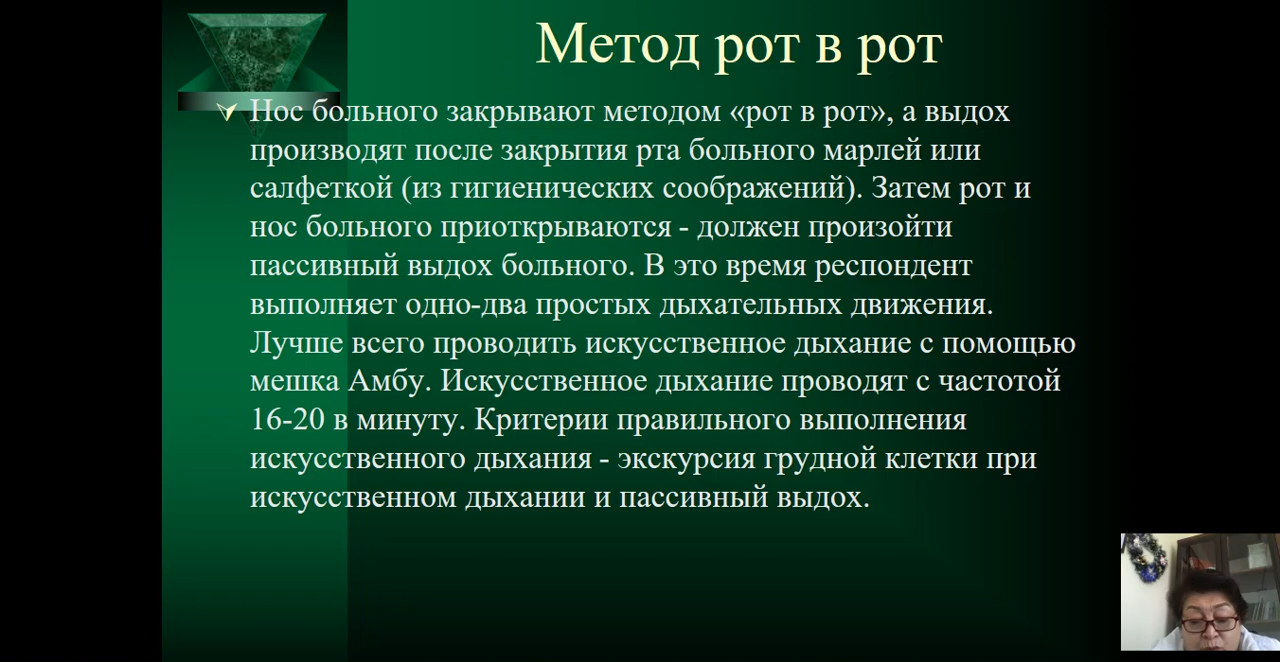 Метод рот в рот
Нос больного закрывают методом «рот в рот», а выдох
производят после закрытия рта больного марлей или
салфеткой (из гигиенических соображений). Затем рот и
нос больного приоткрываются - должен произойти
пассивный выдох больного. В это время респондент
выполняет одно-два простых дыхательных движения.
Лучше всего проводить искусственное дыхание с помощью
мешка Амбу. Искусственное дыхание проводят с частотой
16-20 в минуту. Критерии правильного выполнения
искусственного дыхания - экскурсия грудной клетки при
искусственном дыхании и пассивный выдох.